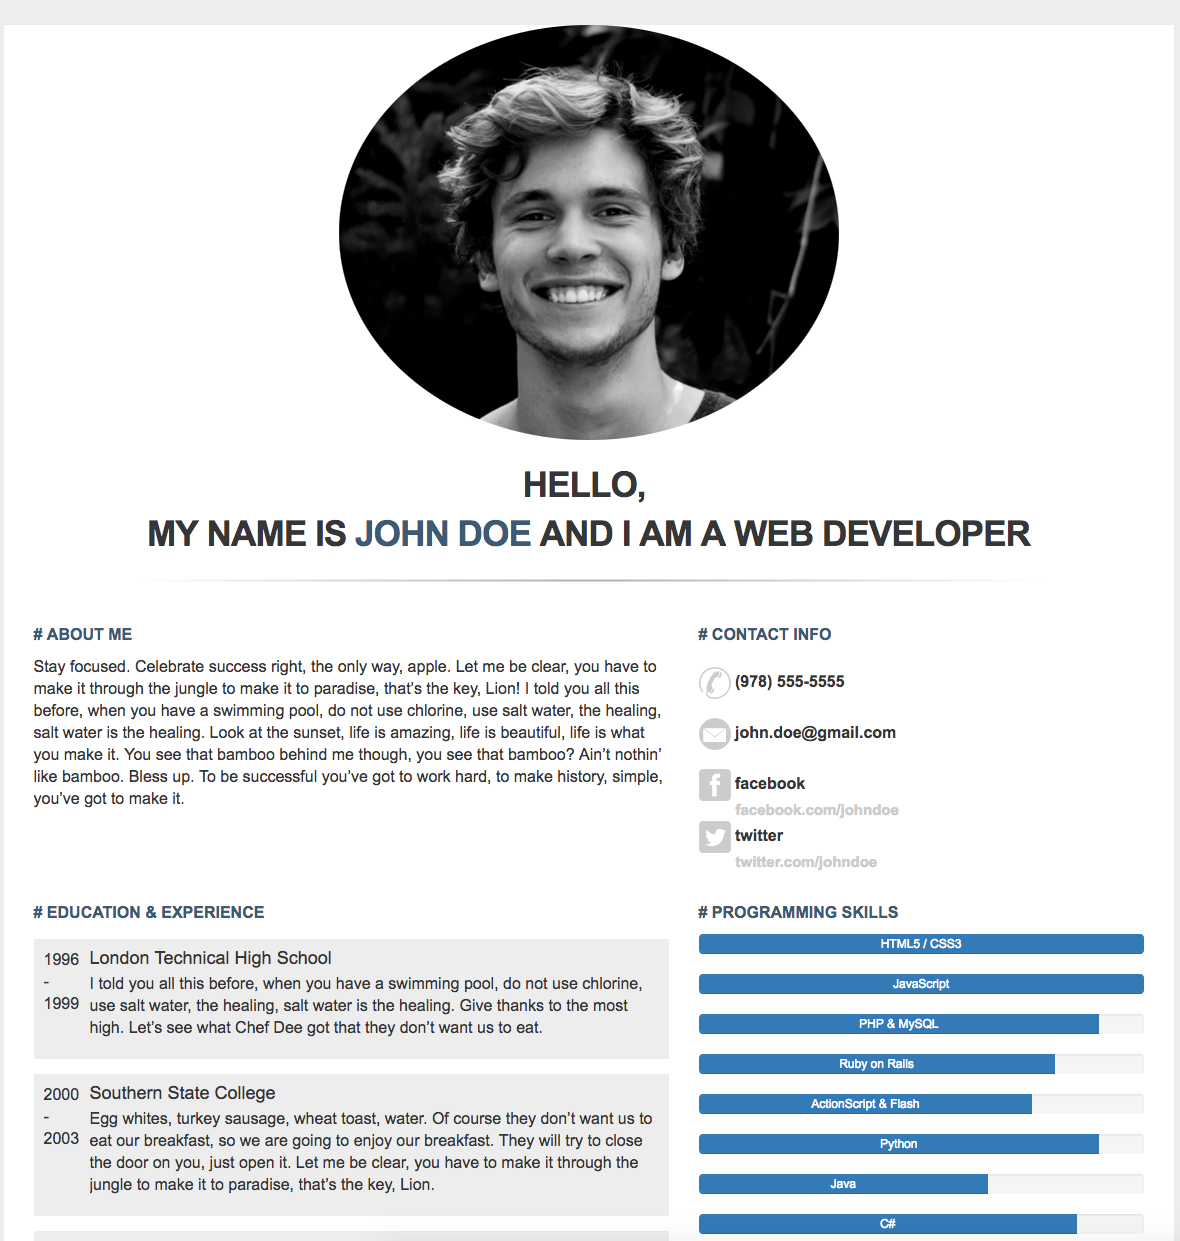 HELLO,
MY NAME IS JOHN DOE AND I AM A WEB DEVELOPER
# ABOUT ME
Stay focused. Celebrate success right, the only way, apple. Let me be clear, you have to
make it through the jungle to make it to paradise, that's the key, Lion! I told you all this
before, when you have a swimming pool, do not use chlorine, use salt water, the healing,
salt water is the healing. Look at the sunset, life is amazing, life is beautiful, life is what
you make it. You see that bamboo behind me though, you see that bamboo? Ain’t nothin’
like bamboo. Bless up. To be successful you’ve got to work hard, to make history, simple,
you’ve got to make it.
# CONTACT INFO
(978) 555-5555
john.doe@gmail.com
facebook
facebook.com/johndoe
twitter
twitter.com/johndoe
# EDUCATION & EXPERIENCE
1996
-
1999
London Technical High School
I told you all this before, when you have a swimming pool, do not use chlorine,
use salt water, the healing, salt water is the healing. Give thanks to the most
high. Let’s see what Chef Dee got that they don’t want us to eat.
2000
-
2003
Southern State College
Egg whites, turkey sausage, wheat toast, water. Of course they don’t want us to
eat our breakfast, so we are going to enjoy our breakfast. They will try to close
the door on you, just open it. Let me be clear, you have to make it through the
jungle to make it to paradise, that’s the key, Lion.
# PROGRAMMING SKILLS
HTML5 / CSS3
JavaScript
PHP & MySQL
Ruby on Rails
ActionScript & Flash
Python
Java
C#